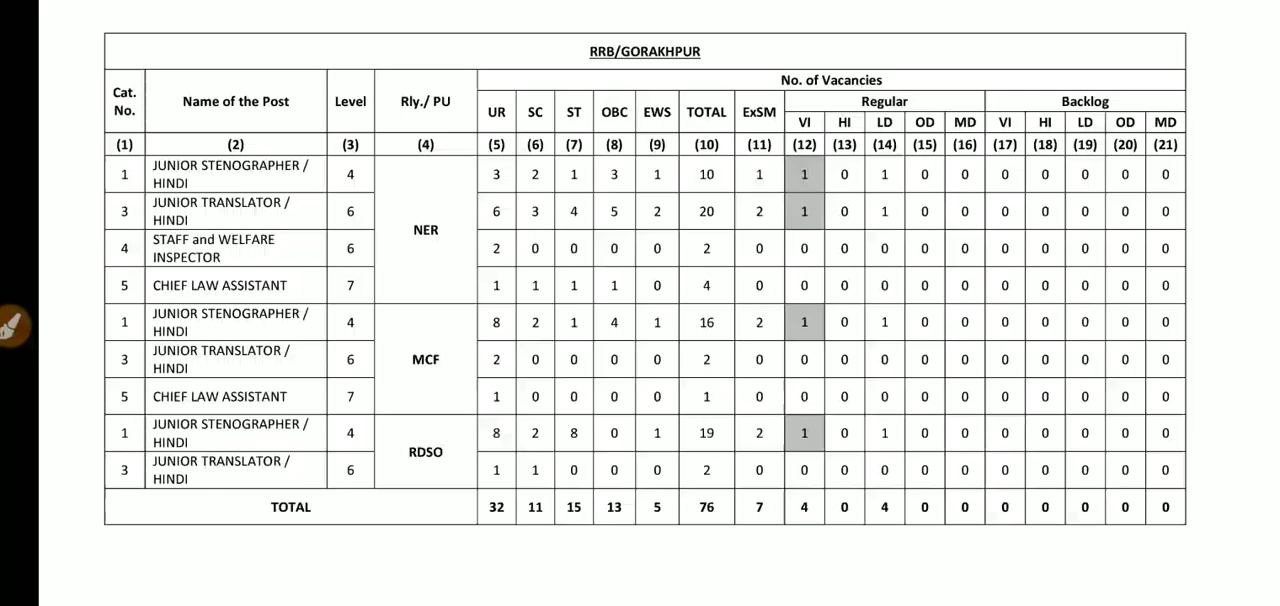 RRB/GORAKHPUR
Cat. No. Name of the Post Level Rly./ PU No. of Vacancies
UR SC ST OBC EWS TOTAL ExSM Regular Backlog
VI HI LD OD MD VI HI LD OD MD
(1) (2) (3) (4) (5) (6) (7) (8) (9) (10) (11) (12) (13) (14) (15) (16) (17) (18) (19) (20) (21)
1 JUNIOR STENOGRAPHER / HINDI 4 NER 3 2 1 3 1 10 1 1 0 1 0 0 0 0 0 0 0
3 JUNIOR TRANSLATOR / HINDI 6 6 3 4 5 2 20 2 1 0 1 0 0 0 0 0 0 0
4 STAFF and WELFARE INSPECTOR 6 2 0 0 0 0 2 0 0 0 0 0 0 0 0 0 0 0
5 CHIEF LAW ASSISTANT 7 1 1 1 1 0 4 0 0 0 0 0 0 0 0 0 0 0
1 JUNIOR STENOGRAPHER / HINDI 4 MCF 8 2 1 4 1 16 2 1 0 1 0 0 0 0 0 0 0
3 JUNIOR TRANSLATOR / HINDI 6 2 0 0 0 0 2 0 0 0 0 0 0 0 0 0 0 0
5 CHIEF LAW ASSISTANT 7 1 0 0 0 0 1 0 0 0 0 0 0 0 0 0 0 0
1 JUNIOR STENOGRAPHER / HINDI 4 RDSO 8 2 8 0 1 19 2 1 0 1 0 0 0 0 0 0 0
3 JUNIOR TRANSLATOR / HINDI 6 1 1 0 0 0 2 0 0 0 0 0 0 0 0 0 0 0
TOTAL 32 11 15 13 5 76 7 4 0 4 0 0 0 0 0 0 0